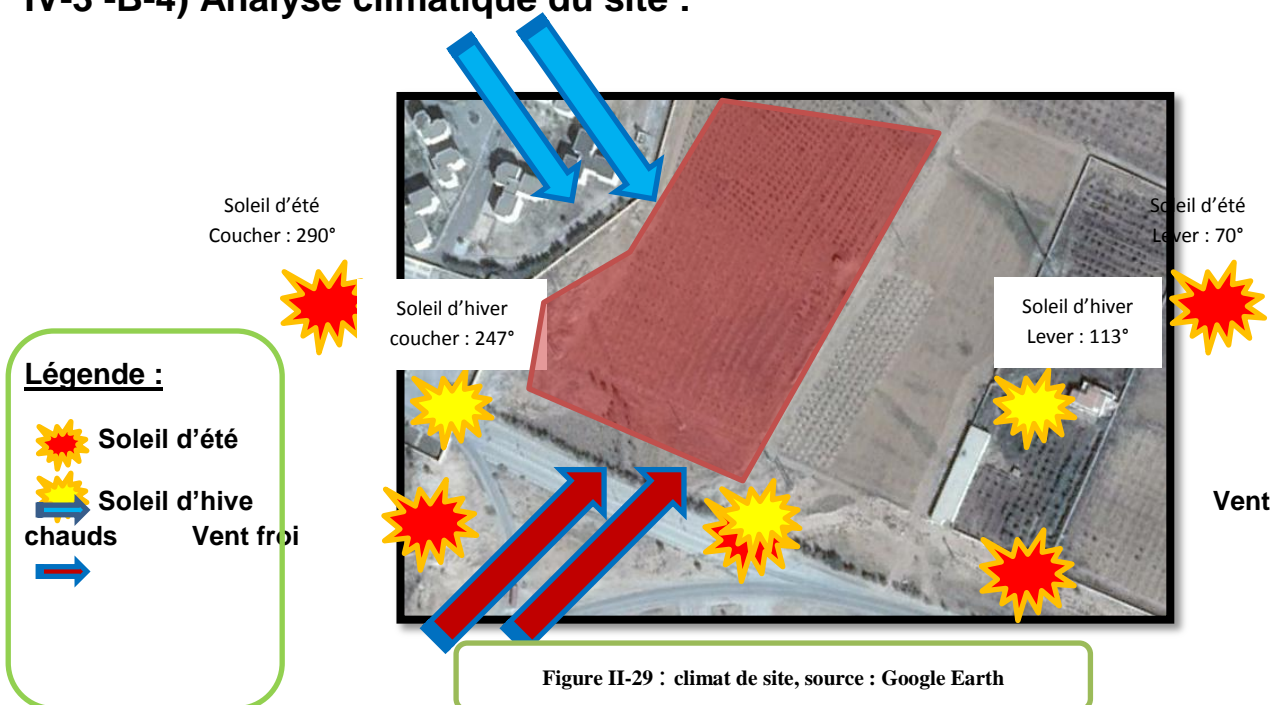 IV-3 -B-4) Analyse climatique du site :
Soleil d'été
Coucher : 290°
Soleil d'été
Lever : 70°
Soleil d'hiver
coucher : 247°
Soleil d'hiver
Lever : 113°
Légende :
Soleil d'été
Soleil d'hive
Vent
chauds Vent froi
Figure II-29 : climat de site, source : Google Earth